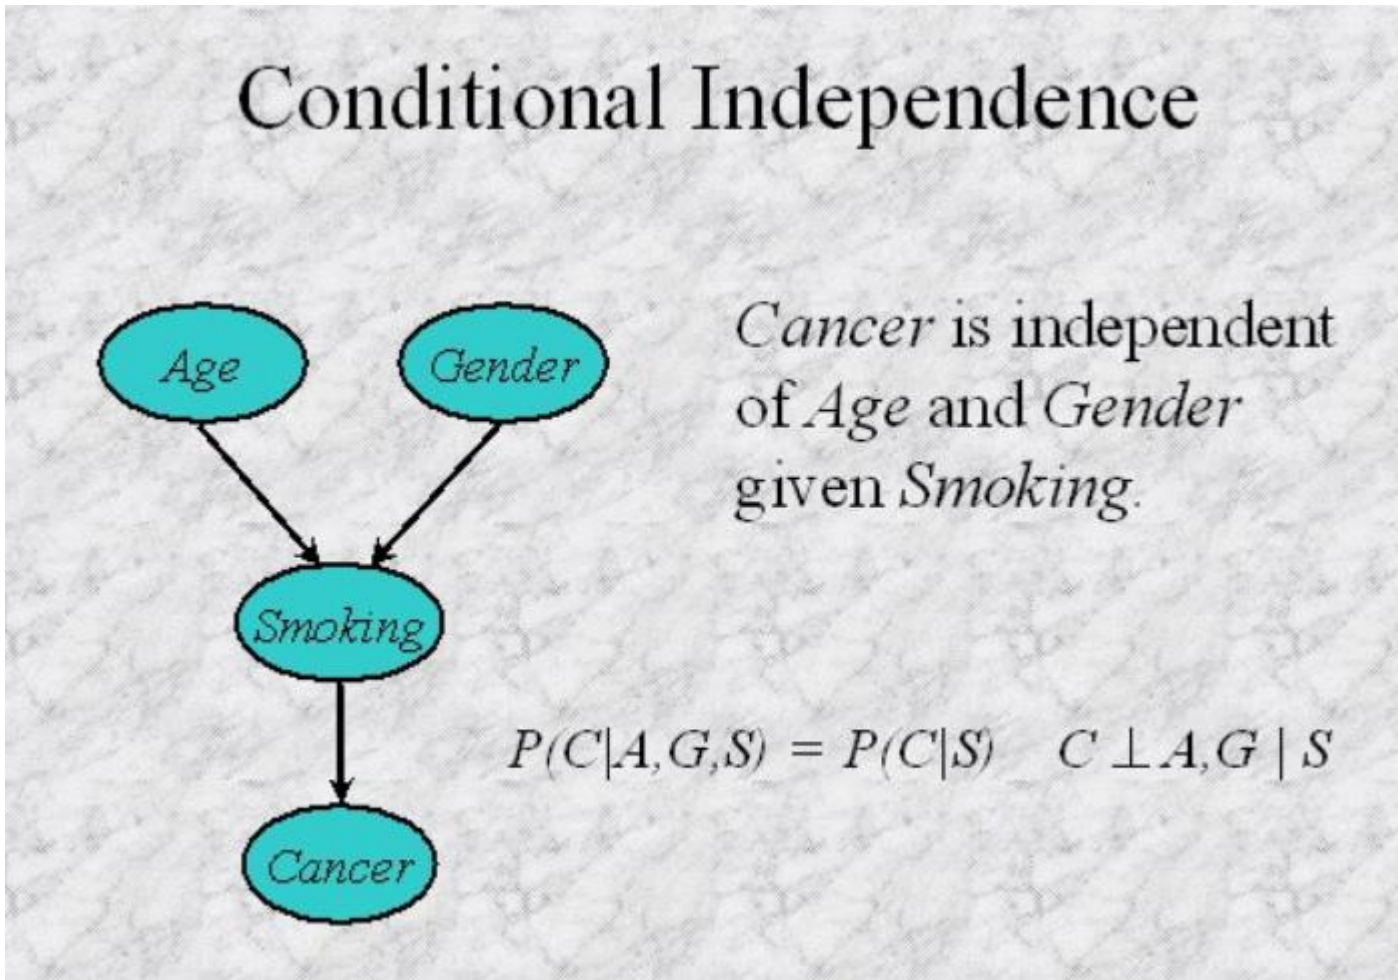 Conditional Independence
Age
Gender
Cancer is independent
of Age and Gender
given Smoking.
Smoking
P(C|A,G,S) = P(C|S) C ⊥ A,G | S
Cancer